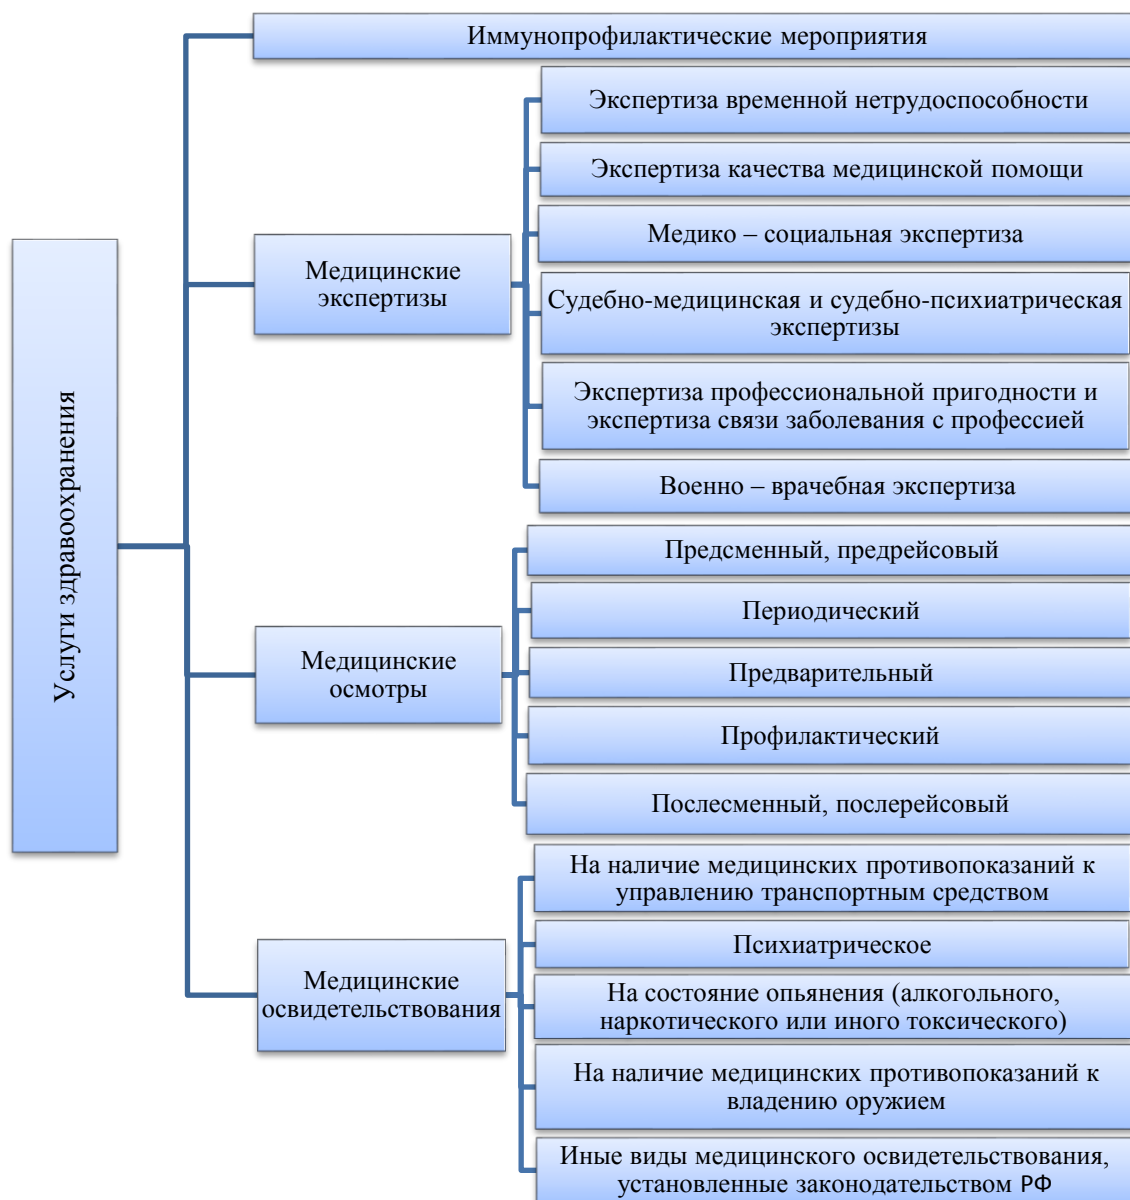 Услуги здравоохранения
Иммунопрофилактические мероприятия
Медицинские
экспертизы
Экспертиза временной нетрудоспособности
Экспертиза качества медицинской помощи
Медико – социальная экспертиза
Судебно-медицинская и судебно-психиатрическая
экспертизы
Экспертиза профессиональной пригодности и
экспертиза связи заболевания с профессией
Военно – врачебная экспертиза
Медицинские
осмотры
Предсменный, предрейсовый
Периодический
Предварительный
Профилактический
Послесменный, послерейсовый
Медицинские
освидетельствования
На наличие медицинских противопоказаний к
управлению транспортным средством
Психиатрическое
На состояние опьянения (алкогольного,
наркотического или иного токсического)
На наличие медицинских противопоказаний к
владению оружием
Иные виды медицинского освидетельствования,
установленные законодательством РФ